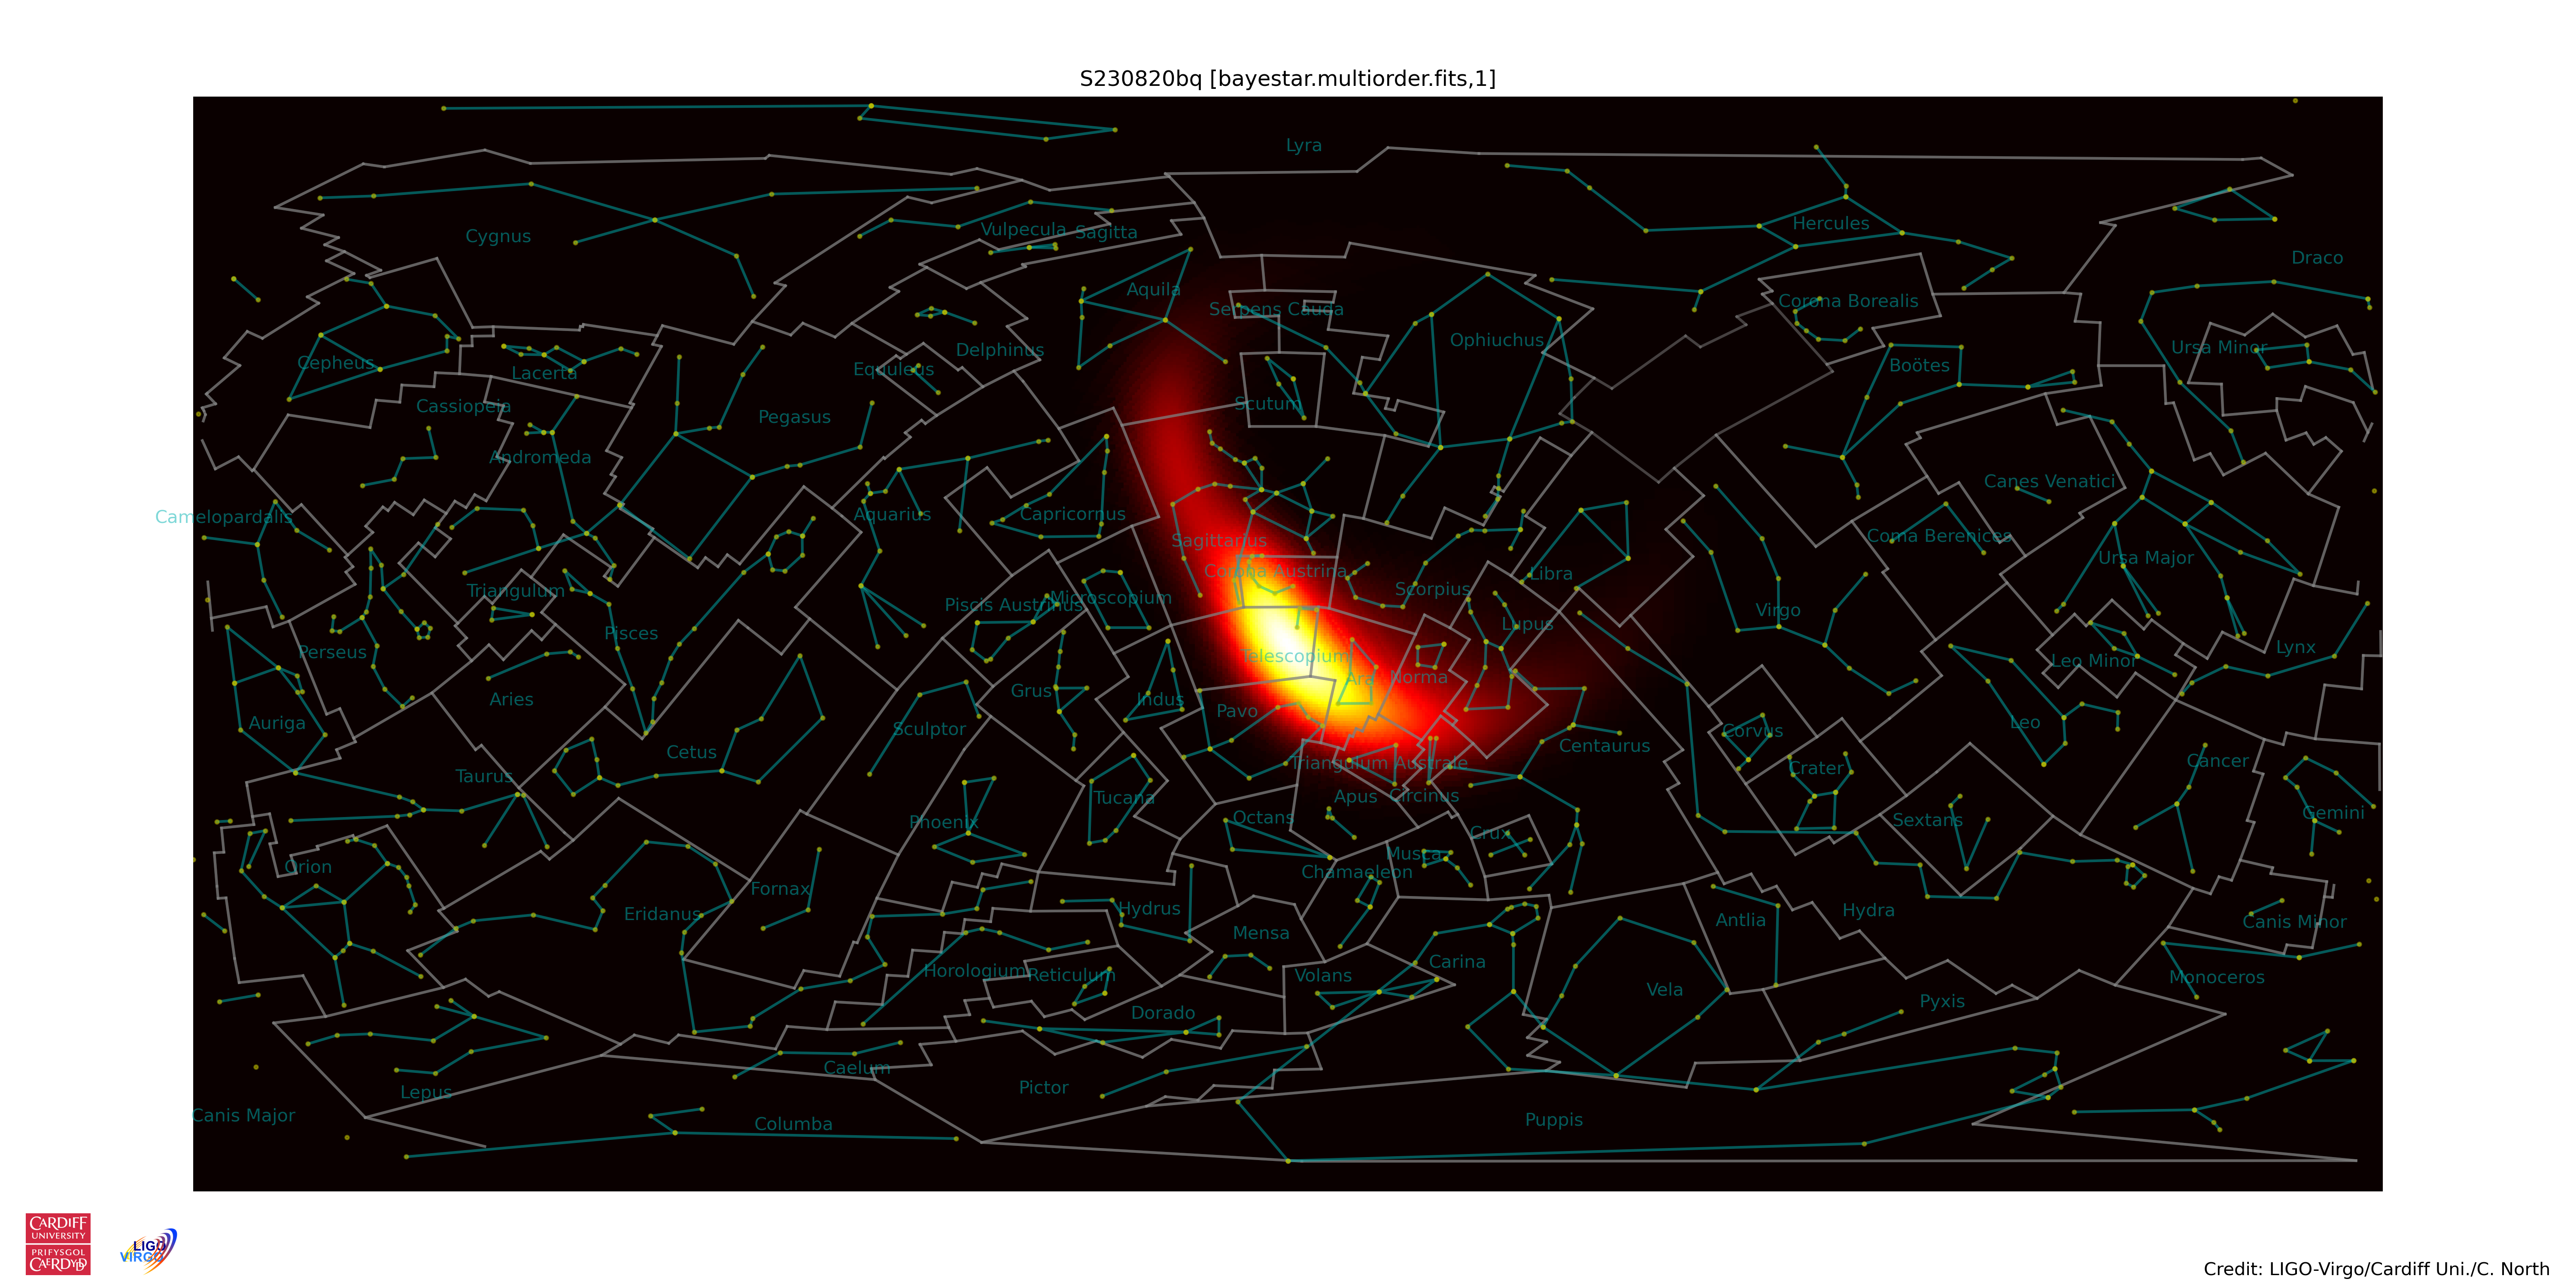 S230820bq [bayestar.multiorder.fits,1]
Lyra
Cygnus
Vulpecula
Sagitta
Hercules
Draco
Aquila
Serpens Cauda
Corona Borealis
Ophiuchus
Cepheus
Lacerta
Delphinus
Equuleus
Boötes
Ursa Minor
Cassiopeia
Pegasus
Scutum
Andromeda
Canes Venatici
Camelopardalis
Aquarius
Capricornus
Sagittarius
Coma Berenices
Ursa Major
Corona Austrina
Scorpius
Libra
Triangulum
Piscis Austrinus
Microscopium
Virgo
Lupus
Pisces
Perseus
Telescopium
Leo Minor
Lynx
Ara
Norma
Aries
Grus
Indus
Pavo
Auriga
Sculptor
Leo
Corvus
Cetus
Centaurus
Taurus
Triangulum Australe
Crater
Cancer
Tucana
Apus
Circinus
Octans
Phoenix
Sextans
Gemini
Crux
Musca
Orion
Chamaeleon
Fornax
Eridanus
Hydrus
Mensa
Antlia
Hydra
Canis Minor
Horologium
Reticulum
Volans
Carina
Vela
Monoceros
Dorado
Pyxis
Caelum
Pictor
Lepus
Canis Major
Columba
Puppis
CARDIFF
UNIVERSITY
PRIFYSGOL
CAERDYDD
LIGO
VIRGO
Credit: LIGO-Virgo/Cardiff Uni./C. North